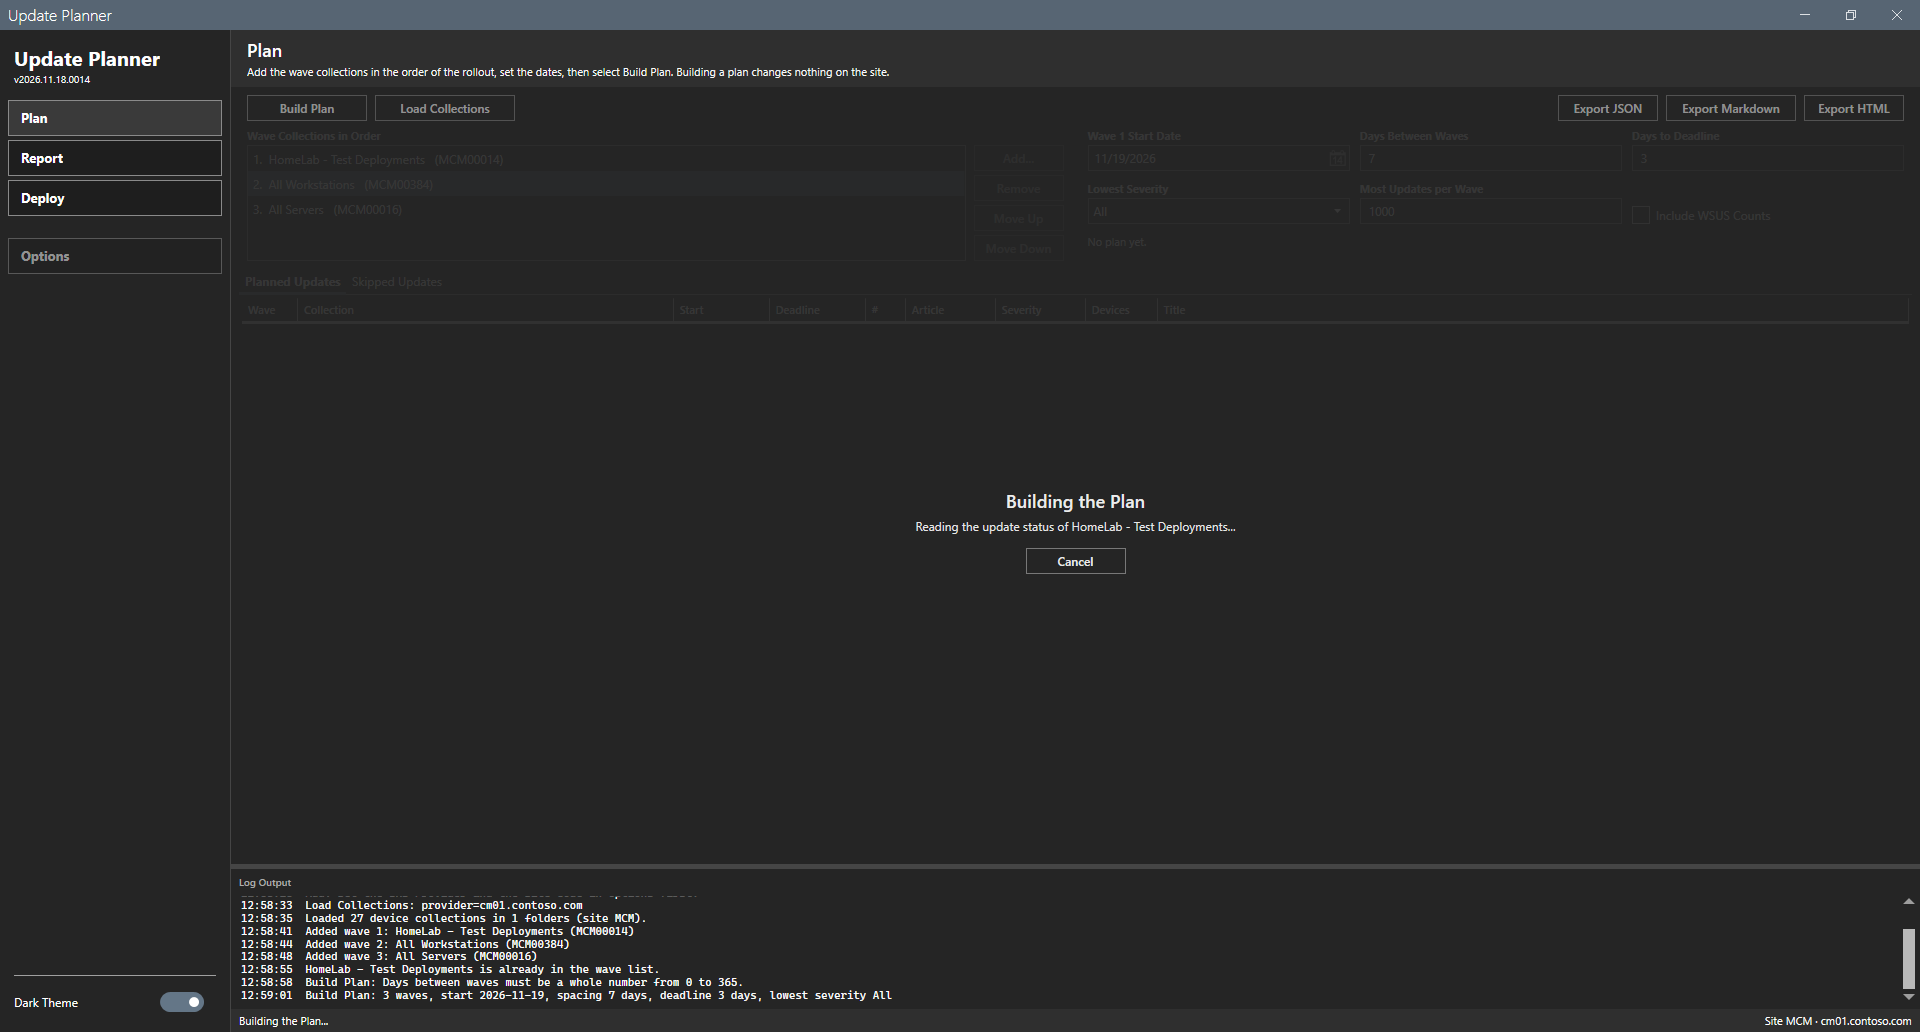 Update Planner
Update Planner
v2026.11.18.0014
Plan
Report
Deploy
Options
Dark Theme
Plan
Add the wave collections in the order of the rollout, set the dates, then select Build Plan. Building a plan changes nothing on the site.
Build Plan
Load Collections
Export JSON
Export Markdown
Export HTML
Wave Collections in Order
1. HomeLab - Test Deployments (MCM00014)
2. All Workstations (MCM00384)
3. All Servers (MCM00016)
Add...
Remove
Move Up
Move Down
Wave 1 Start Date
11/19/2026
Days Between Waves
7
Days to Deadline
3
Lowest Severity
All
Most Updates per Wave
1000
Include WSUS Counts
No plan yet.
Planned Updates
Skipped Updates
Wave
Collection
Start
Deadline
#
Article
Severity
Devices
Title
Building the Plan
Reading the update status of HomeLab - Test Deployments...
Cancel
Log Output
12:58:33 Load Collections: provider=cm01.contoso.com
12:58:35 Loaded 27 device collections in 1 folders (site MCM).
12:58:41 Added wave 1: HomeLab - Test Deployments (MCM00014)
12:58:44 Added wave 2: All Workstations (MCM00384)
12:58:48 Added wave 3: All Servers (MCM00016)
12:58:55 HomeLab - Test Deployments is already in the wave list.
12:58:58 Build Plan: Days between waves must be a whole number from 0 to 365.
12:59:01 Build Plan: 3 waves, start 2026-11-19, spacing 7 days, deadline 3 days, lowest severity All
Building the Plan...
Site MCM · cm01.contoso.com